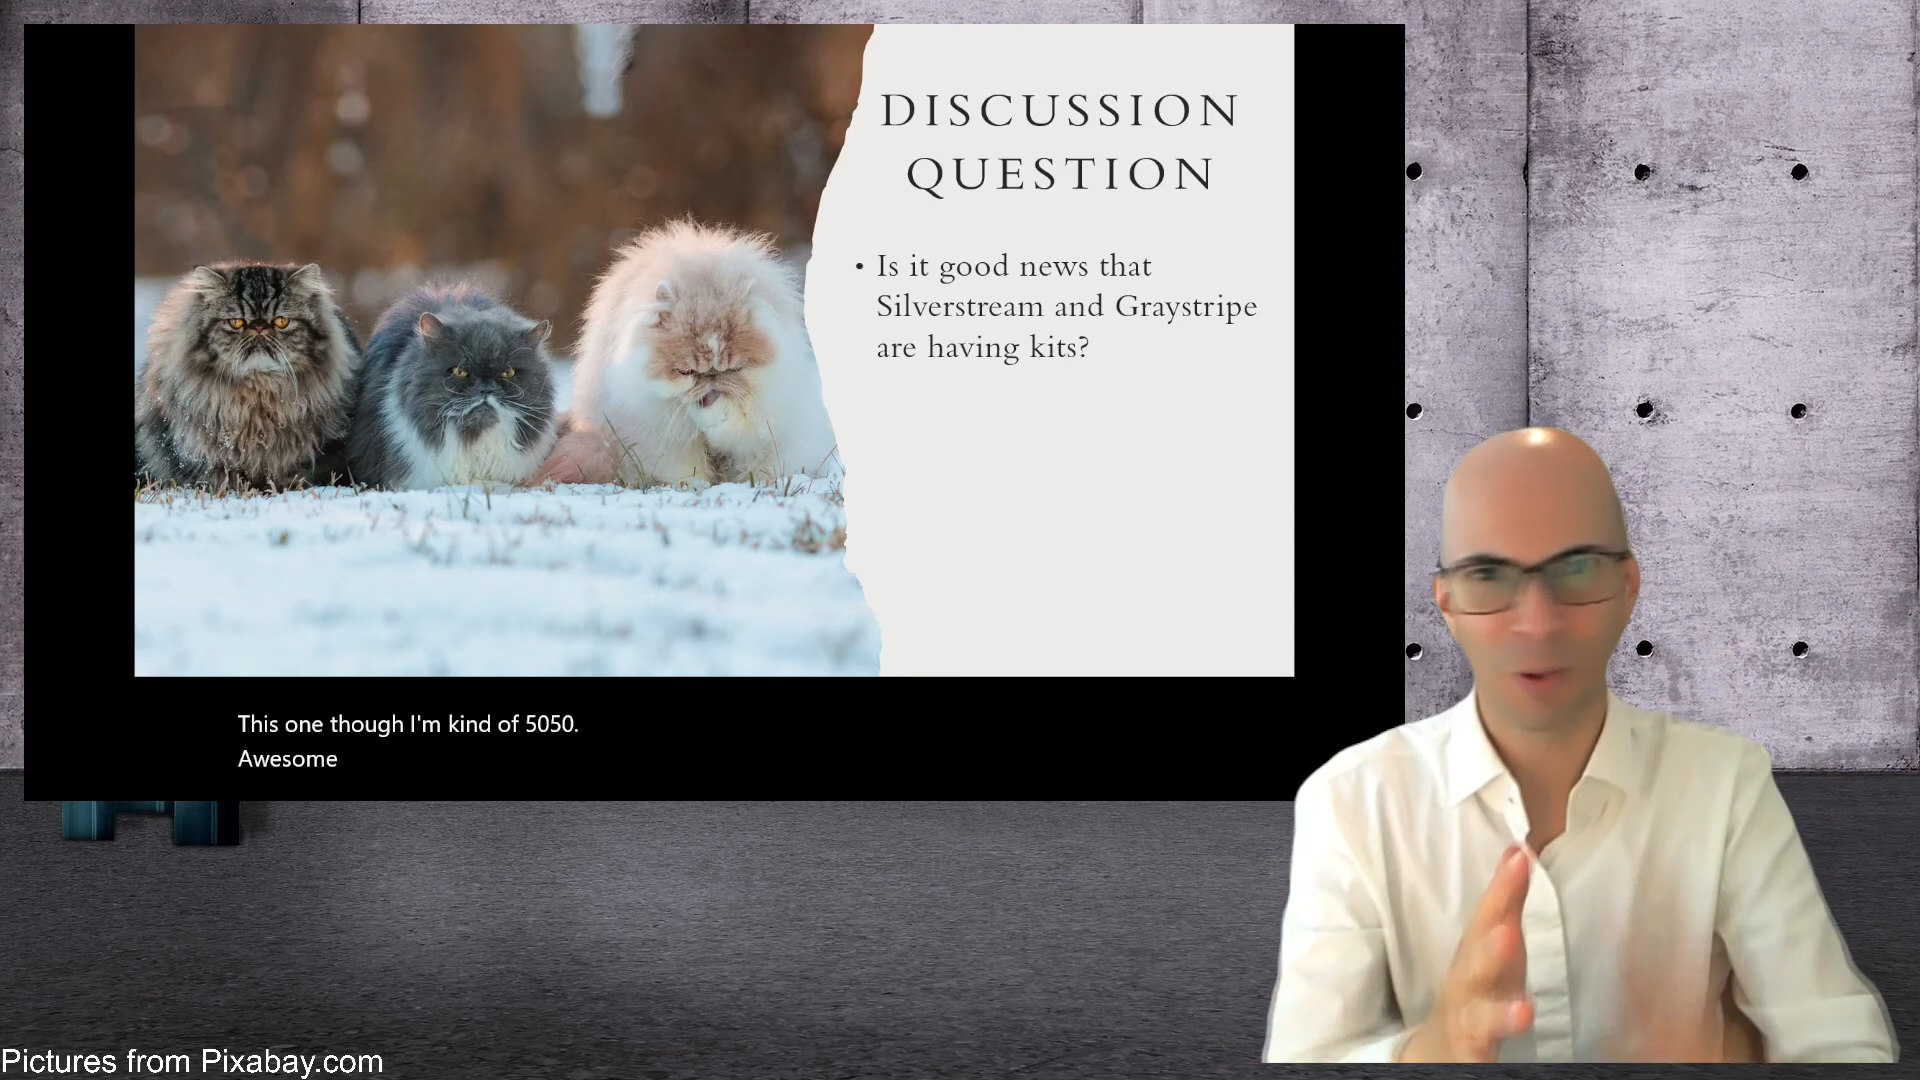 DISCUSSION
QUESTION
• Is it good news that
Silverstream and Graystripe
are having kits?
This one though I'm kind of 5050.
Awesome
Pictures from Pixabay.com